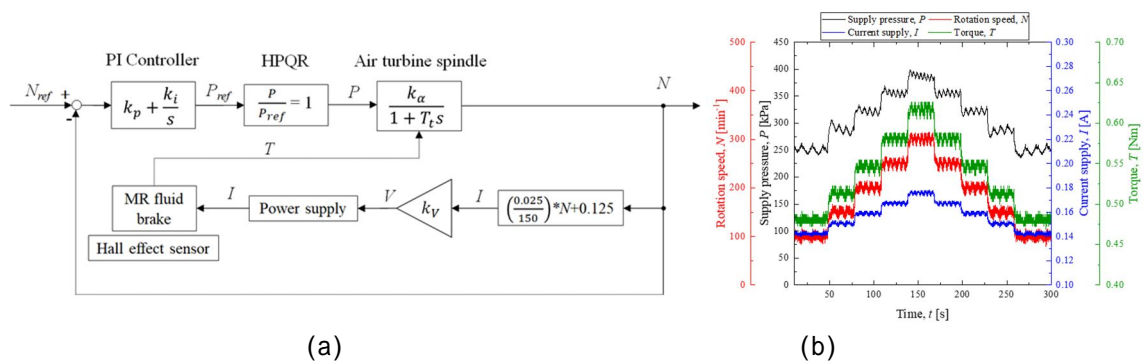 PI Controller
HPQR
Air turbine spindle
N
N_ref +
-
k_p + k_i/s
P_ref
P/P_ref = 1
P
k_α/(1 + T_t s)
T
MR fluid
brake
I
Power supply
V
k_V
I
(0.025/150)*N+0.125
Hall effect sensor
(a)
Supply pressure, P
Rotation speed, N
Current supply, I
Torque, T
Rotation speed, N [min⁻¹]
500
400
300
200
100
0
Supply pressure, P [kPa]
450
400
350
300
250
200
150
100
50
0
50
100
150
200
250
300
Time, t [s]
Current supply, I [A]
0.30
0.28
0.26
0.24
0.22
0.20
0.18
0.16
0.14
0.12
0.10
Torque, T [Nm]
0.70
0.65
0.60
0.55
0.50
0.45
0.40
(b)